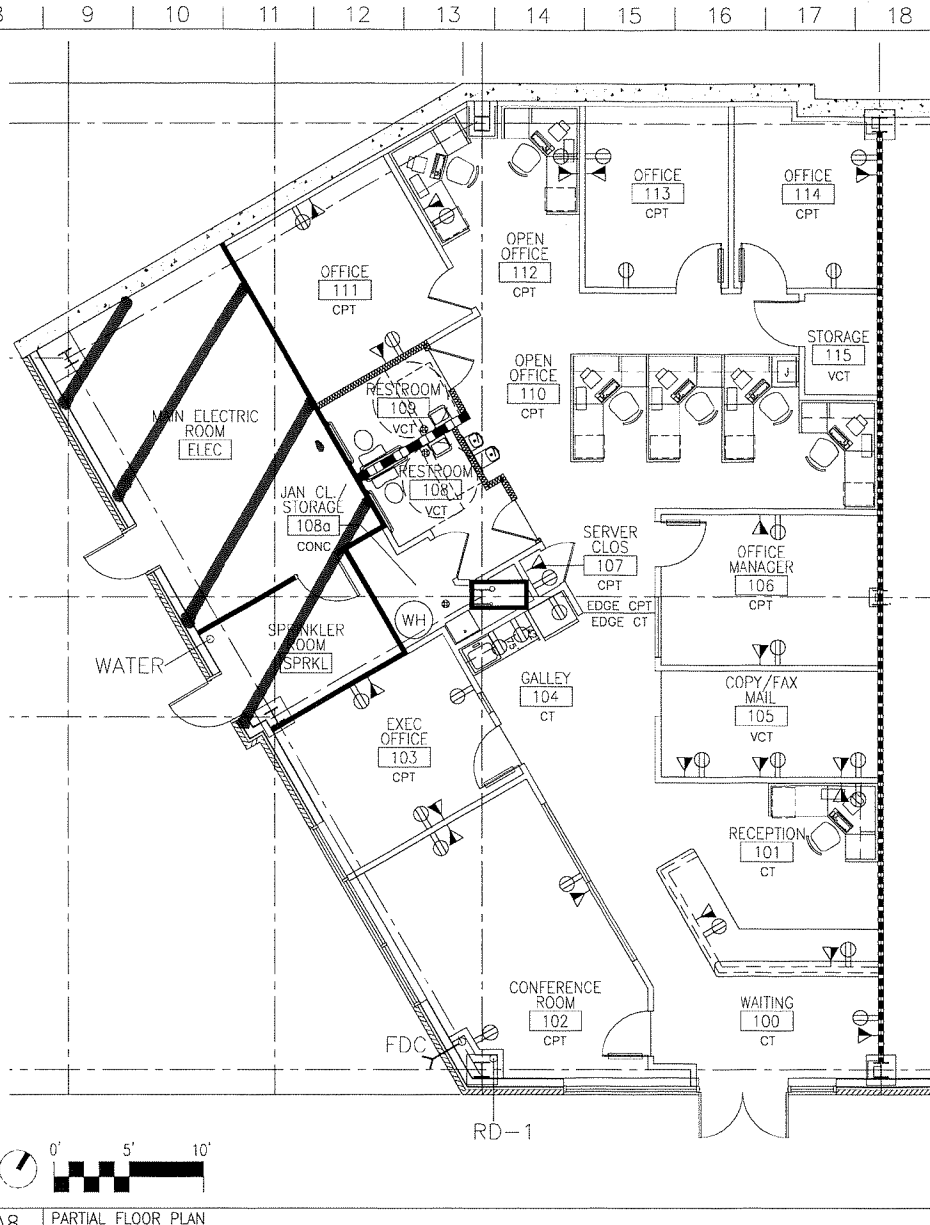 9 10 11 12 13 14 15 16 17 18
OFFICE
113
CPT
OFFICE
114
CPT
OPEN
OFFICE
112
CPT
OFFICE
111
CPT
STORAGE
115
VCT
OPEN
OFFICE
110
CPT
RESTROOM
109
VCT
MAIN ELECTRIC
ROOM
ELEC
RESTROOM
108
VCT
JAN CL./
STORAGE
108a
CONC
SERVER
CLOS
107
CPT
OFFICE
MANAGER
106
CPT
EDGE CPT
EDGE CT
WH
SPRINKLER
ROOM
SPRKL
WATER
GALLEY
104
CT
COPY/FAX
MAIL
105
VCT
EXEC
OFFICE
103
CPT
RECEPTION
101
CT
CONFERENCE
ROOM
102
CPT
WAITING
100
CT
FDC
RD-1
J
0' 5' 10'
PARTIAL FLOOR PLAN